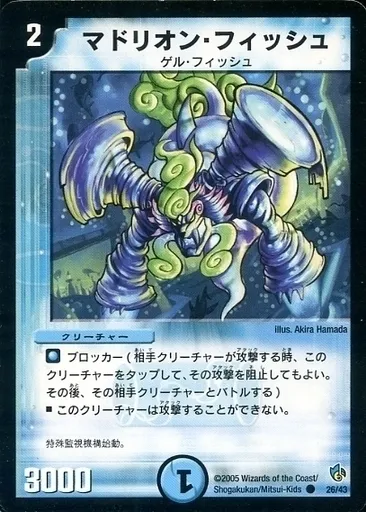 2 マドリオン・フィッシュ
ゲル・フィッシュ
illus. Akira Hamada
クリーチャー
ブロッカー(相手クリーチャーが攻撃する時、この
クリーチャーをタップして、その攻撃を阻止してもよい。
その後、その相手クリーチャーとバトルする)
■ このクリーチャーは攻撃することができない。
特殊監視機構始動。
3000
1
©2005 Wizards of the Coast/
Shogakukan/Mitsui-Kids ● 26/43